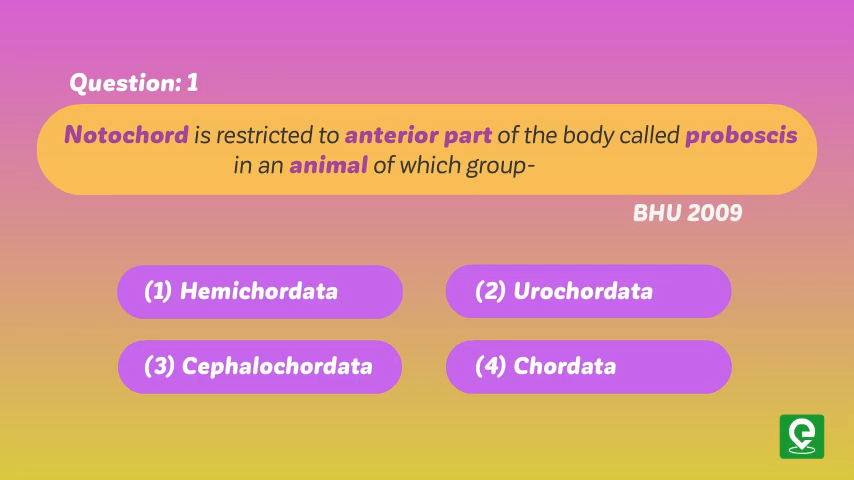 Question: 1
Notochord is restricted to anterior part of the body called proboscis
in an animal of which group-
BHU 2009
(1) Hemichordata
(2) Urochordata
(3) Cephalochordata
(4) Chordata